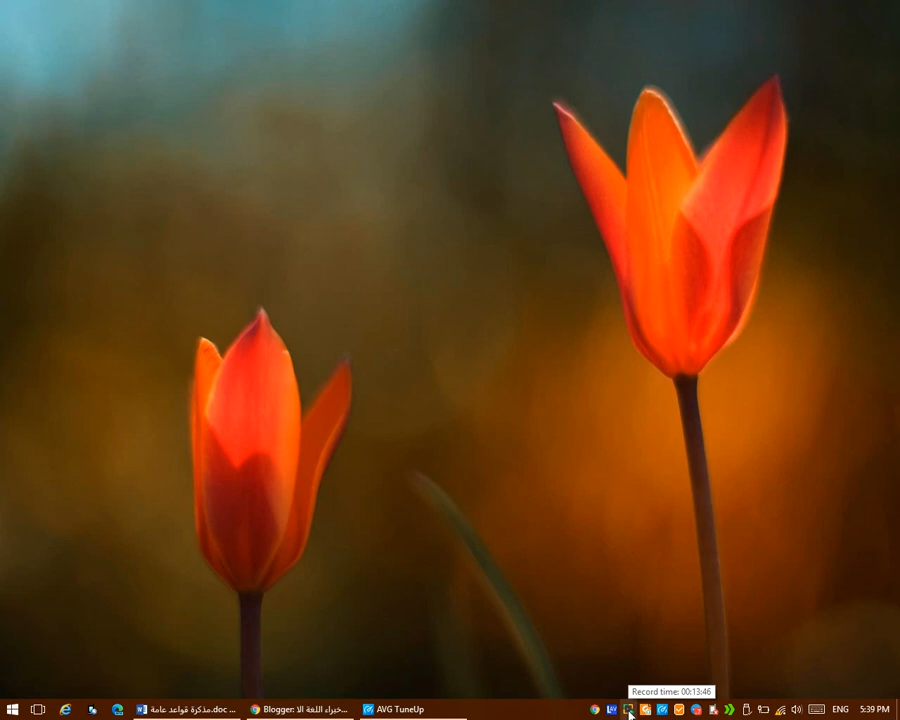 Record time: 00:13:46
مذكرة قواعد عامة.doc ...
Blogger: خبراء اللغة الا...
AVG TuneUp
ENG
5:39 PM